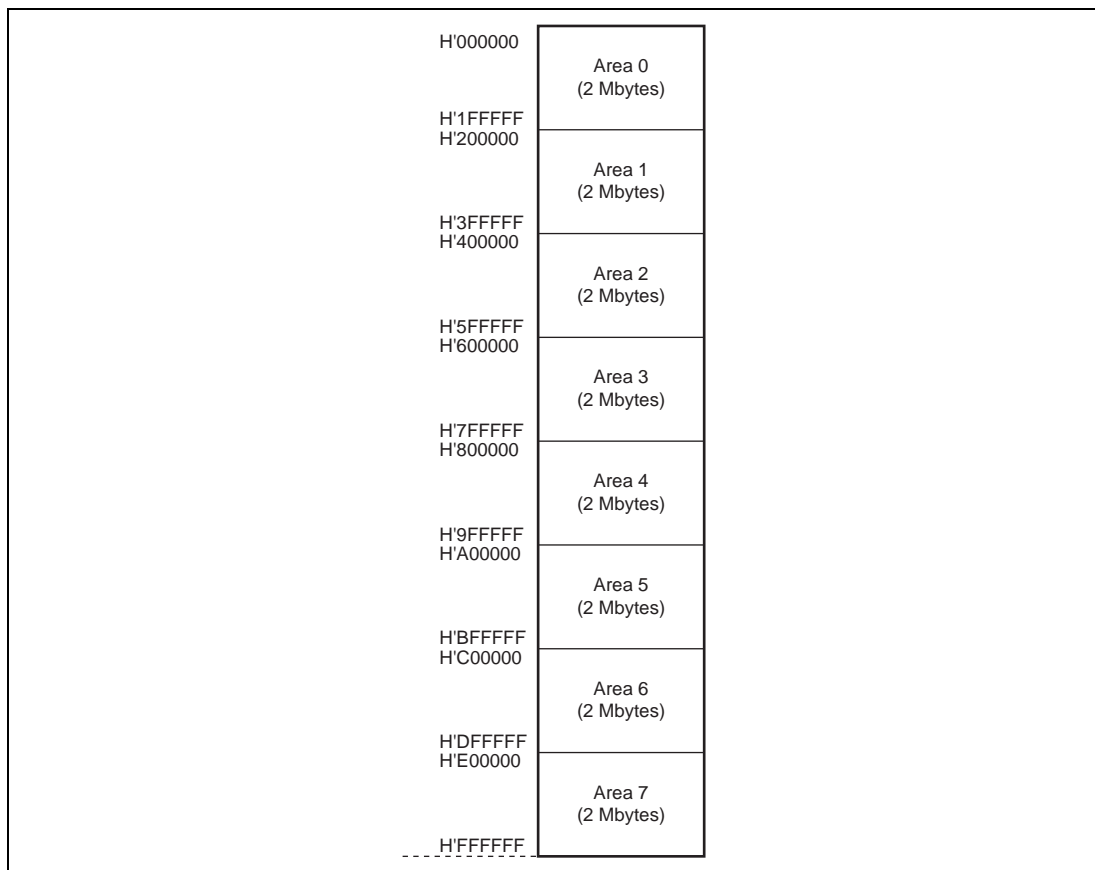 H'000000
Area 0
(2 Mbytes)
H'1FFFFF
H'200000
Area 1
(2 Mbytes)
H'3FFFFF
H'400000
Area 2
(2 Mbytes)
H'5FFFFF
H'600000
Area 3
(2 Mbytes)
H'7FFFFF
H'800000
Area 4
(2 Mbytes)
H'9FFFFF
H'A00000
Area 5
(2 Mbytes)
H'BFFFFF
H'C00000
Area 6
(2 Mbytes)
H'DFFFFF
H'E00000
Area 7
(2 Mbytes)
H'FFFFFF